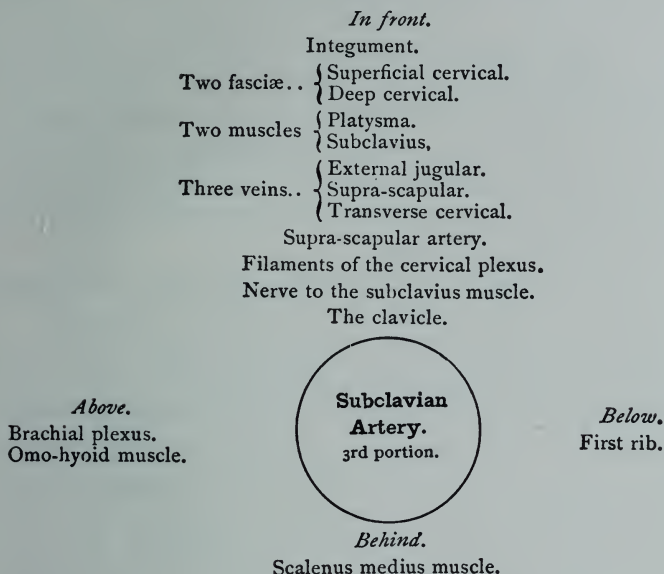 In front.
Integument.
Two fasciæ.. { Superficial cervical.
Deep cervical.
Two muscles { Platysma.
Subclavius,
Three veins.. { External jugular.
Supra-scapular.
Transverse cervical.
Supra-scapular artery.
Filaments of the cervical plexus.
Nerve to the subclavius muscle.
The clavicle.
Above.
Brachial plexus.
Omo-hyoid muscle.
Subclavian
Artery.
3rd portion.
Below.
First rib.
Behind.
Scalenus medius muscle.